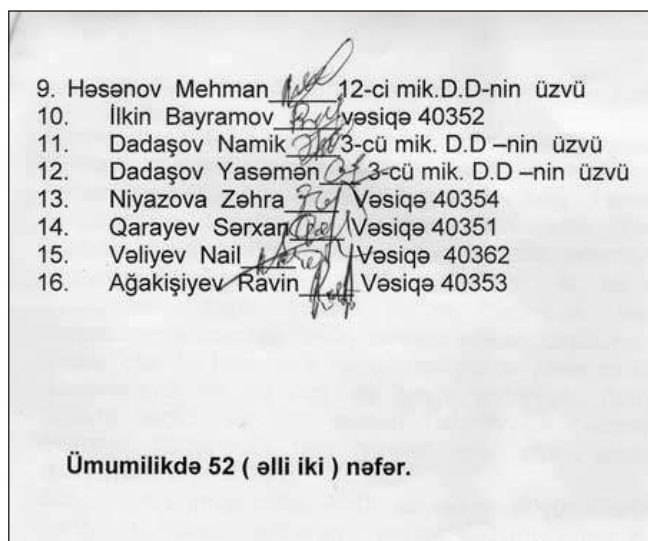 9. Həsənov Mehman 12-ci mik.D.D-nin üzvü
10. İlkin Bayramov vəsiqə 40352
11. Dadaşov Namik 3-cü mik. D.D –nin üzvü
12. Dadaşov Yasəmən 3-cü mik. D.D –nin üzvü
13. Niyazova Zəhra Vəsiqə 40354
14. Qarayev Sərxan Vəsiqə 40351
15. Vəliyev Nail Vəsiqə 40362
16. Ağakişiyev Ravin Vəsiqə 40353
Ümumilikdə 52 ( əlli iki ) nəfər.